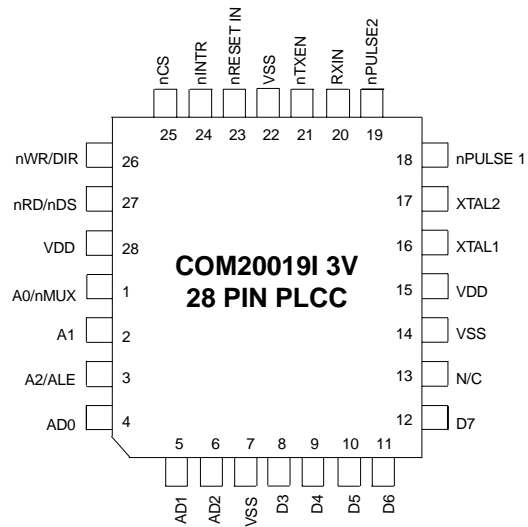 nCS
nINTR
nRESET IN
VSS
nTXEN
RXIN
nPULSE2
25 24 23 22 21 20 19
nWR/DIR 26 18 nPULSE 1
nRD/nDS 27 17 XTAL2
VDD 28 16 XTAL1
COM20019I 3V
28 PIN PLCC
A0/nMUX 1 15 VDD
A1 2 14 VSS
A2/ALE 3 13 N/C
AD0 4 12 D7
5 6 7 8 9 10 11
AD1
AD2
VSS
D3
D4
D5
D6